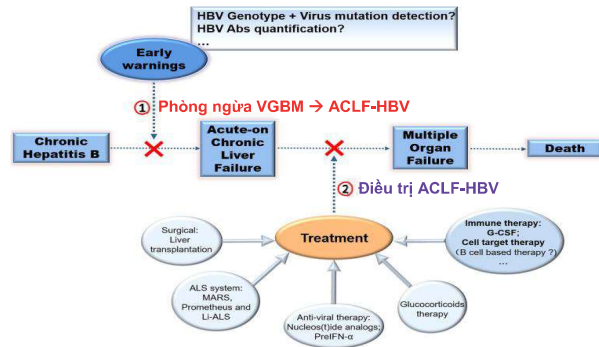 HBV Genotype + Virus mutation detection?
HBV Abs quantification?
...
Early
warnings
① Phòng ngừa VGBM → ACLF-HBV
Chronic
Hepatitis B
Acute-on
Chronic
Liver
Failure
Multiple
Organ
Failure
Death
② Điều trị ACLF-HBV
Surgical:
Liver
transplantation
Treatment
Immune therapy:
G-CSF;
Cell target therapy
(B cell based therapy ?)
...
ALS system:
MARS,
Prometheus and
Li-ALS
Anti-viral therapy:
Nucleos(t)ide analogs;
PreIFN-α
Glucocorticoids
therapy